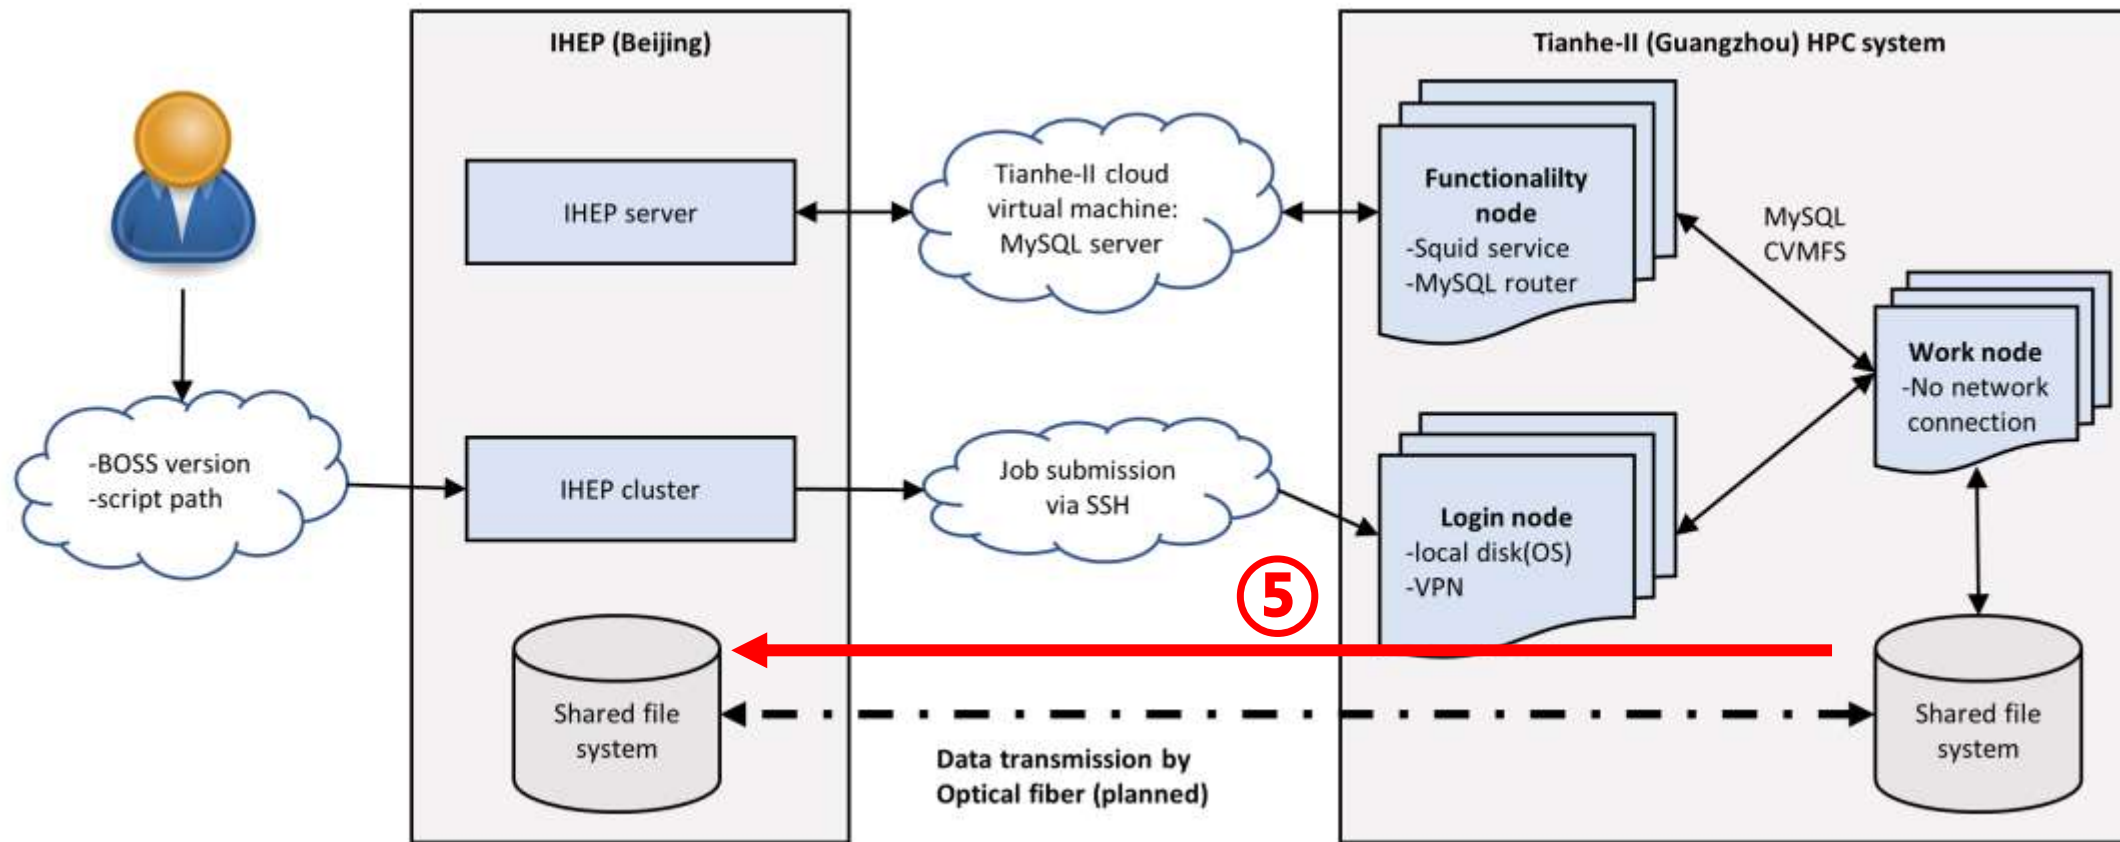 IHEP (Beijing)
Tianhe-II (Guangzhou) HPC system
IHEP server
Tianhe-II cloud
virtual machine:
MySQL server
Functionalilty
node
-Squid service
-MySQL router
MySQL
CVMFS
Work node
-No network
connection
-BOSS version
-script path
IHEP cluster
Job submission
via SSH
Login node
-local disk(OS)
-VPN
⑤
Shared file
system
Data transmission by
Optical fiber (planned)
Shared file
system